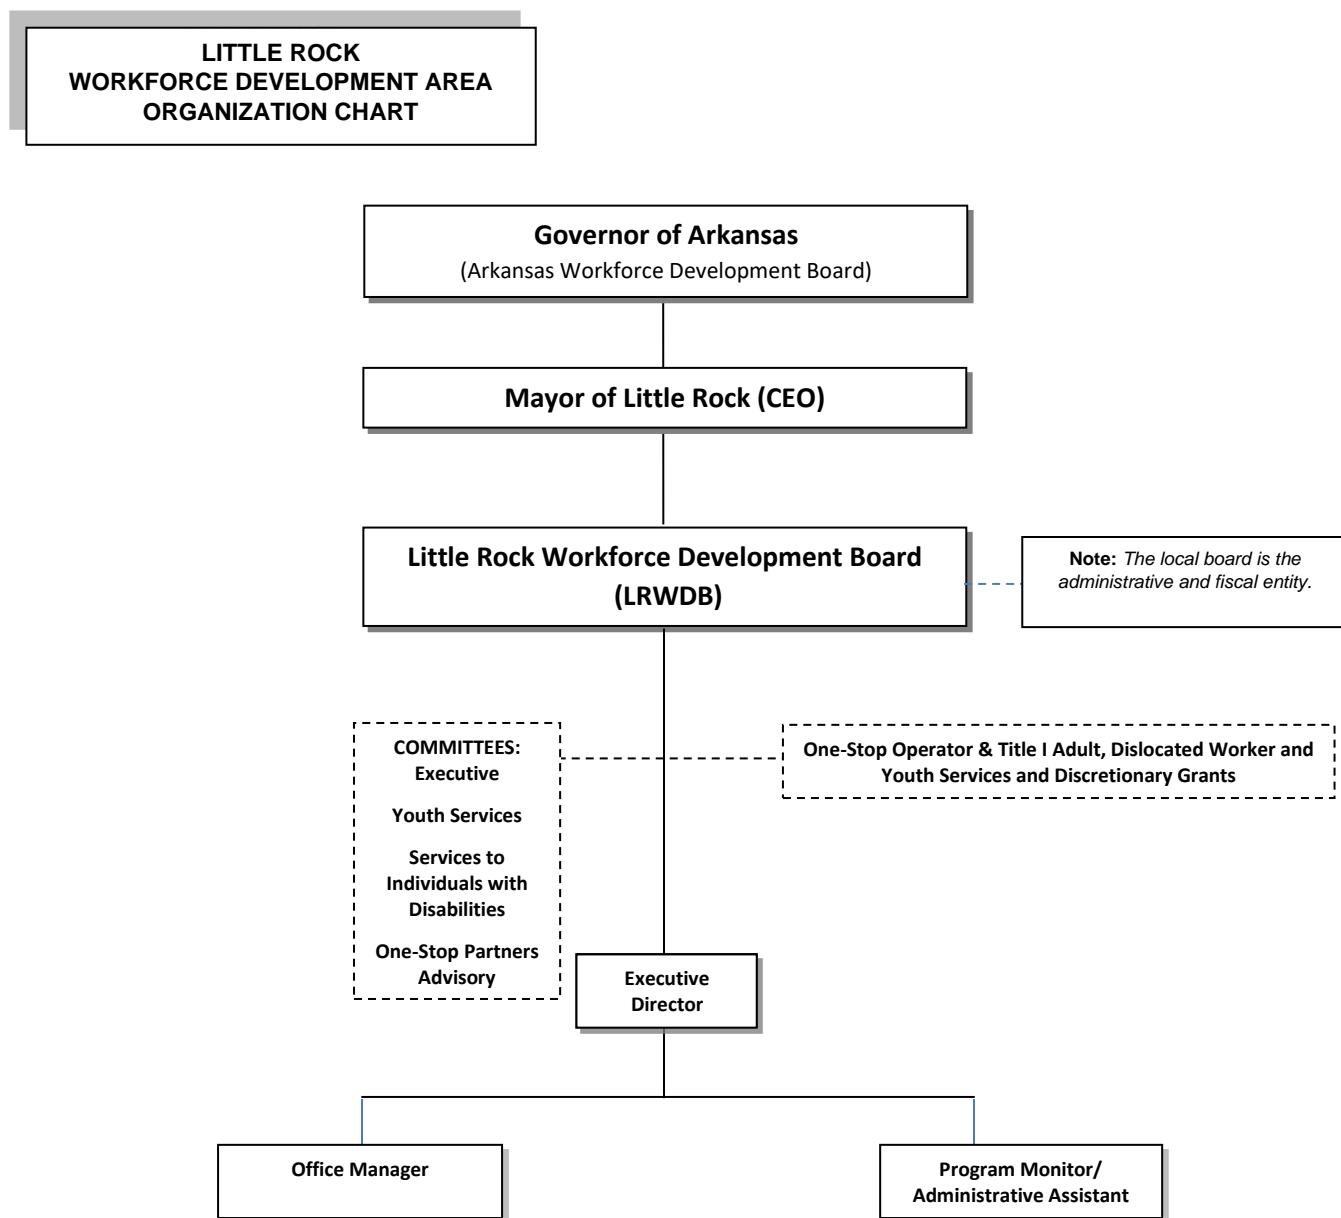 LITTLE ROCK
WORKFORCE DEVELOPMENT AREA
ORGANIZATION CHART
Governor of Arkansas
(Arkansas Workforce Development Board)
Mayor of Little Rock (CEO)
Little Rock Workforce Development Board
(LRWDB)
Note: The local board is the
administrative and fiscal entity.
COMMITTEES:
Executive
Youth Services
Services to
Individuals with
Disabilities
One-Stop Partners
Advisory
One-Stop Operator & Title I Adult, Dislocated Worker and
Youth Services and Discretionary Grants
Executive
Director
Office Manager
Program Monitor/
Administrative Assistant